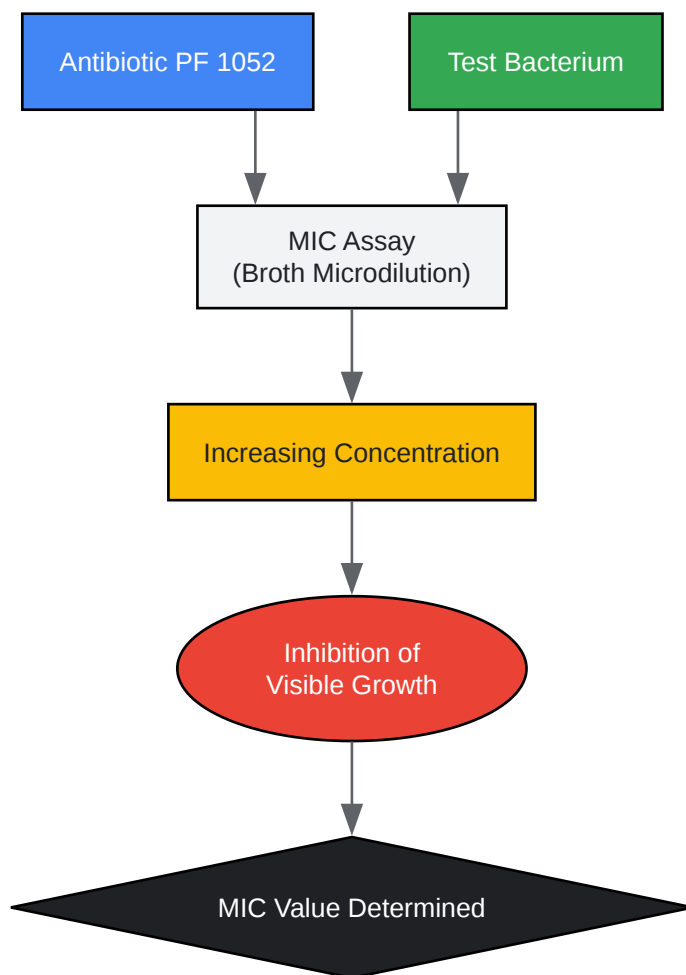 Antibiotic PF 1052
Test Bacterium
MIC Assay
(Broth Microdilution)
Increasing Concentration
Inhibition of
Visible Growth
MIC Value Determined